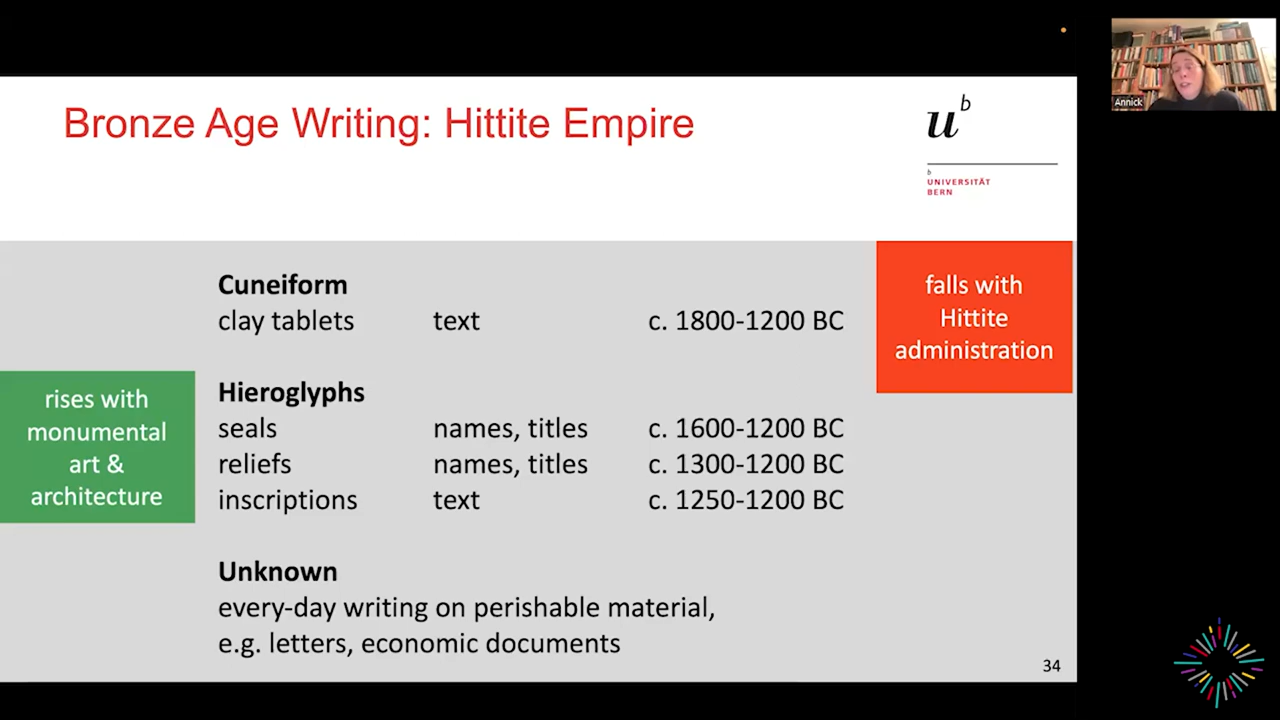 Annick
Bronze Age Writing: Hittite Empire
u b
b
UNIVERSITÄT
BERN
Cuneiform
clay tablets text c. 1800-1200 BC
falls with
Hittite
administration
rises with
monumental
art &
architecture
Hieroglyphs
seals names, titles c. 1600-1200 BC
reliefs names, titles c. 1300-1200 BC
inscriptions text c. 1250-1200 BC
Unknown
every-day writing on perishable material,
e.g. letters, economic documents
34